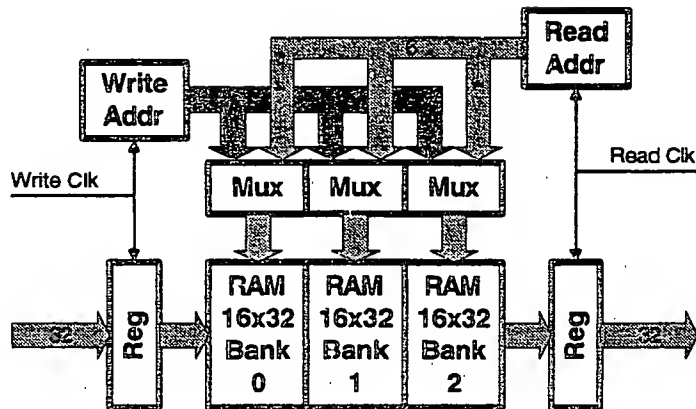 Read
Addr
6
Write
Addr
Write Clk
Read Clk
Mux
Mux
Mux
RAM
16x32
Bank
0
RAM
16x32
Bank
1
RAM
16x32
Bank
2
32
Reg
Reg
32